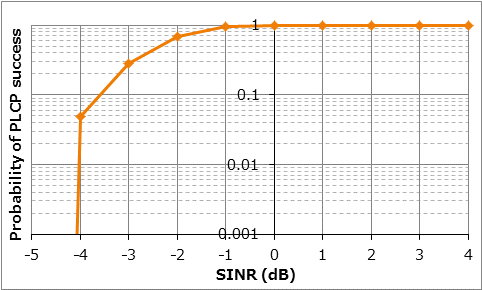 Probability of PLCP success
1
0.1
0.01
0.001
-5 -4 -3 -2 -1 0 1 2 3 4
SINR (dB)